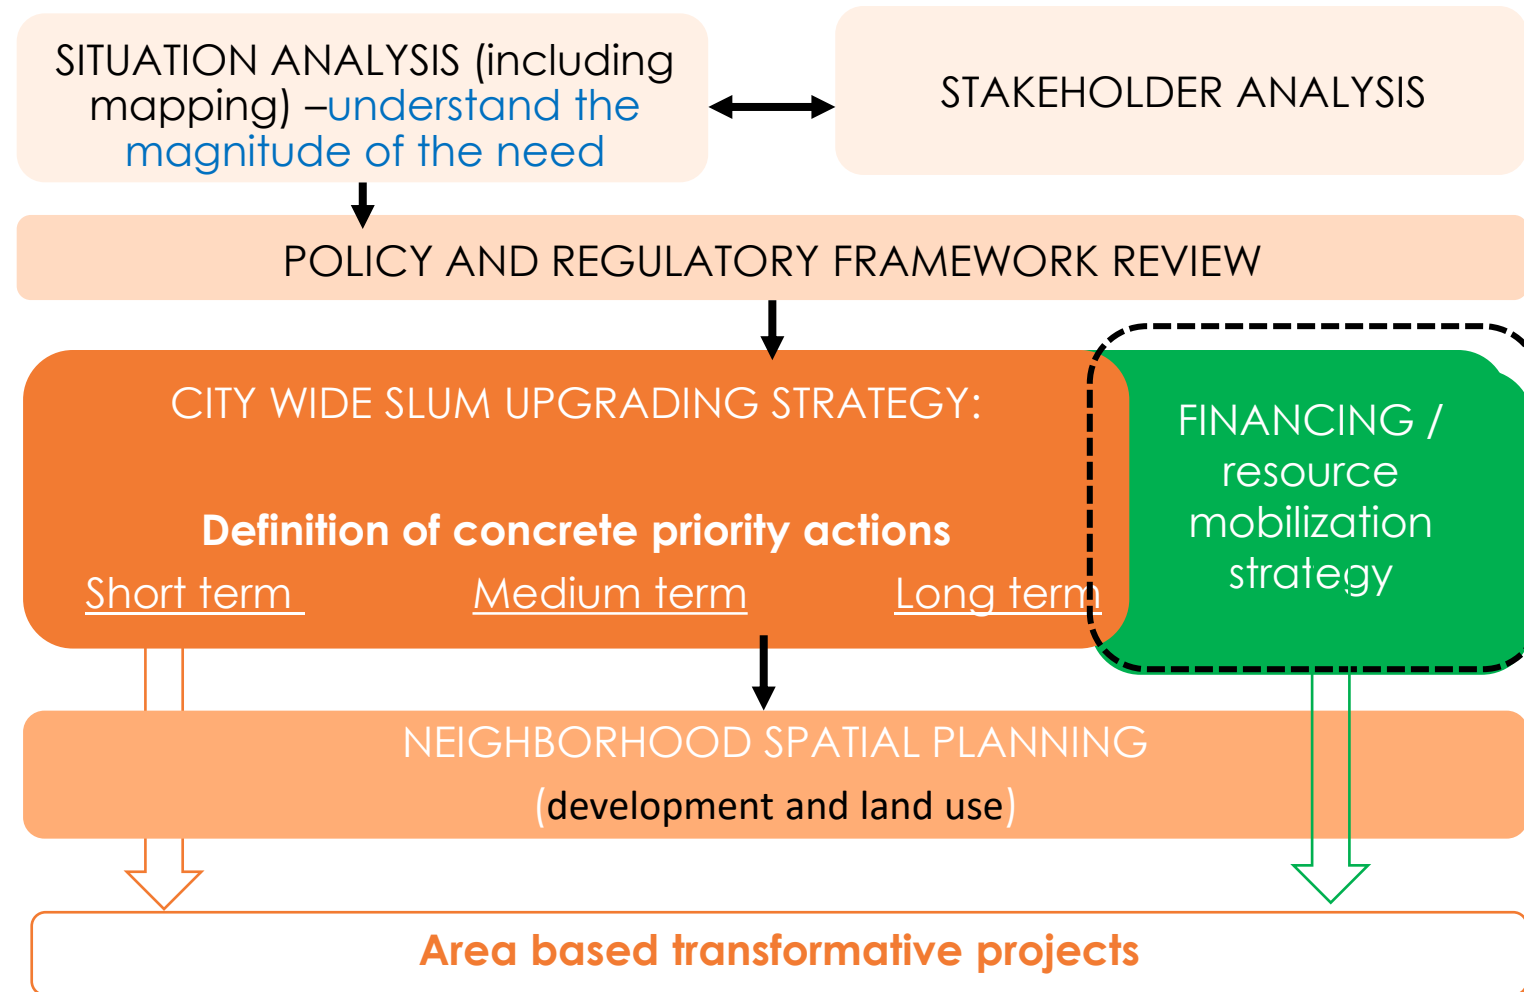 SITUATION ANALYSIS (including
mapping) –understand the
magnitude of the need
STAKEHOLDER ANALYSIS
POLICY AND REGULATORY FRAMEWORK REVIEW
CITY WIDE SLUM UPGRADING STRATEGY:
Definition of concrete priority actions
Short term
Medium term
Long term
FINANCING /
resource
mobilization
strategy
NEIGHBORHOOD SPATIAL PLANNING
(development and land use)
Area based transformative projects